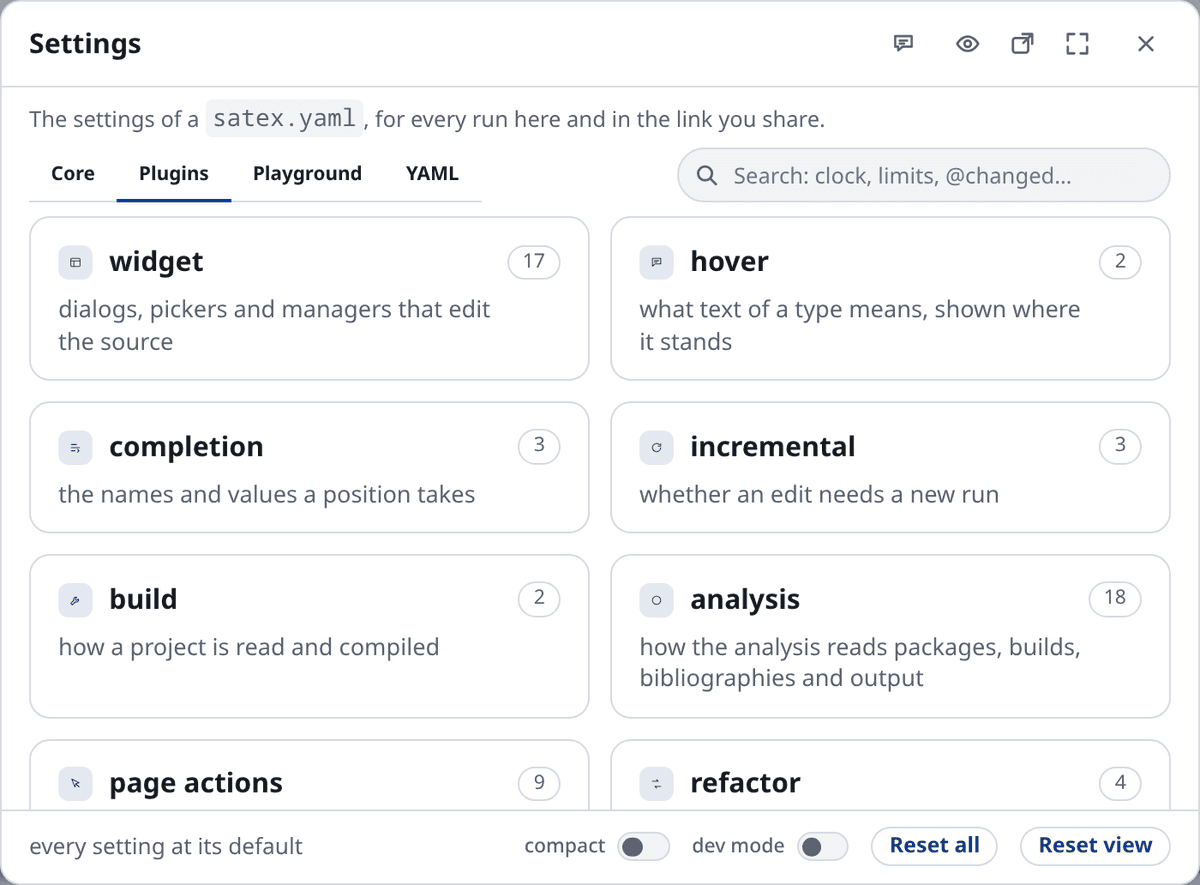 Settings
The settings of a satex.yaml, for every run here and in the link you share.
Core Plugins Playground YAML
Search: clock, limits, @changed...
widget 17
dialogs, pickers and managers that edit
the source
hover 2
what text of a type means, shown where
it stands
completion 3
the names and values a position takes
incremental 3
whether an edit needs a new run
build 2
how a project is read and compiled
analysis 18
how the analysis reads packages, builds,
bibliographies and output
page actions 9
refactor 4
every setting at its default
compact dev mode Reset all Reset view